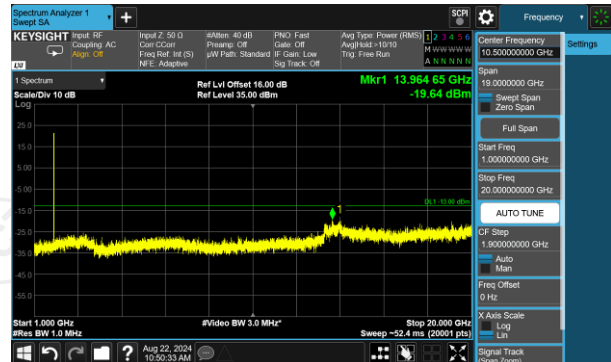 Spectrum Analyzer 1
Swept SA
+
SCPI
Frequency
KEYSIGHT
Input: RF
Coupling: AC
Align: Off
Input Z: 50 Ω
Corr CCorr
Freq Ref: Int (S)
NFE: Adaptive
#Atten: 40 dB
Preamp: Off
µW Path: Standard
PNO: Fast
Gate: Off
IF Gain: Low
Sig Track: Off
Avg Type: Power (RMS)
Avg|Hold:>10/10
Trig: Free Run
1 2 3 4 5 6
M W W W W W
A N N N N N
LXI
1 Spectrum
Scale/Div 10 dB
Log
Ref Lvl Offset 16.00 dB
Ref Level 35.00 dBm
Mkr1 13.964 65 GHz
-19.64 dBm
25.0
15.0
5.00
-5.00
-15.0
-25.0
-35.0
-45.0
-55.0
DL1 -13.00 dBm
1
Start 1.000 GHz
#Res BW 1.0 MHz
#Video BW 3.0 MHz*
Stop 20.000 GHz
Sweep ~52.4 ms (20001 pts)
Center Frequency
10.500000000 GHz
Settings
Span
19.0000000 GHz
Swept Span
Zero Span
Full Span
Start Freq
1.000000000 GHz
Stop Freq
20.000000000 GHz
AUTO TUNE
CF Step
1.900000000 GHz
Auto
Man
Freq Offset
0 Hz
X Axis Scale
Log
Lin
Signal Track
(Span Zoom)
?
Aug 22, 2024
10:50:33 AM